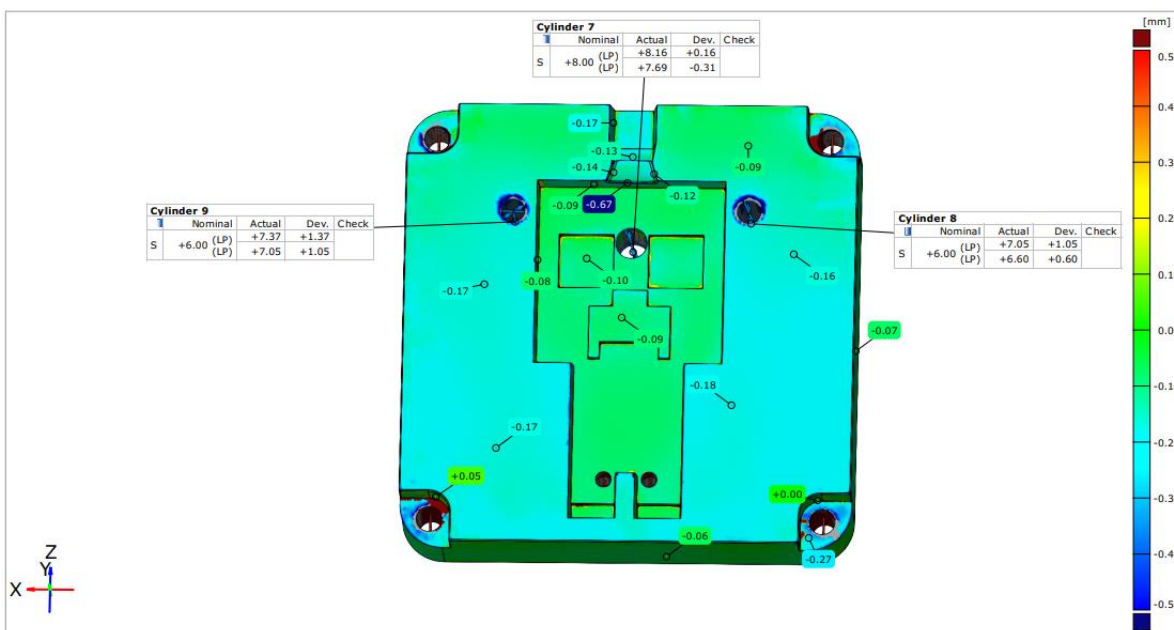 Cylinder 7
Nominal Actual Dev. Check
S +8.00 (LP) +8.16 +0.16
(LP) +7.69 -0.31
[mm]
0.5
0.4
0.3
0.2
0.1
0.0
-0.1
-0.2
-0.3
-0.4
-0.5
-0.17
-0.13
-0.14
-0.12
-0.09
-0.09
-0.67
Cylinder 9
Nominal Actual Dev. Check
S +6.00 (LP) +7.37 +1.37
(LP) +7.05 +1.05
Cylinder 8
Nominal Actual Dev. Check
S +6.00 (LP) +7.05 +1.05
(LP) +6.60 +0.60
-0.08
-0.10
-0.16
-0.17
-0.09
-0.07
-0.18
-0.17
+0.05
+0.00
-0.06
-0.27
Z
Y
X